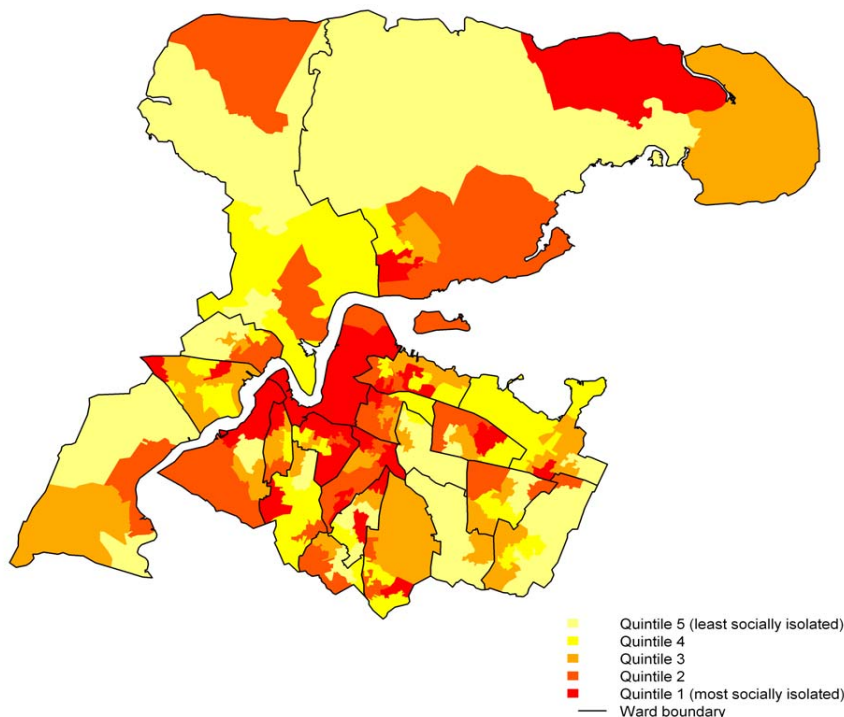 Quintile 5 (least socially isolated)
Quintile 4
Quintile 3
Quintile 2
Quintile 1 (most socially isolated)
Ward boundary